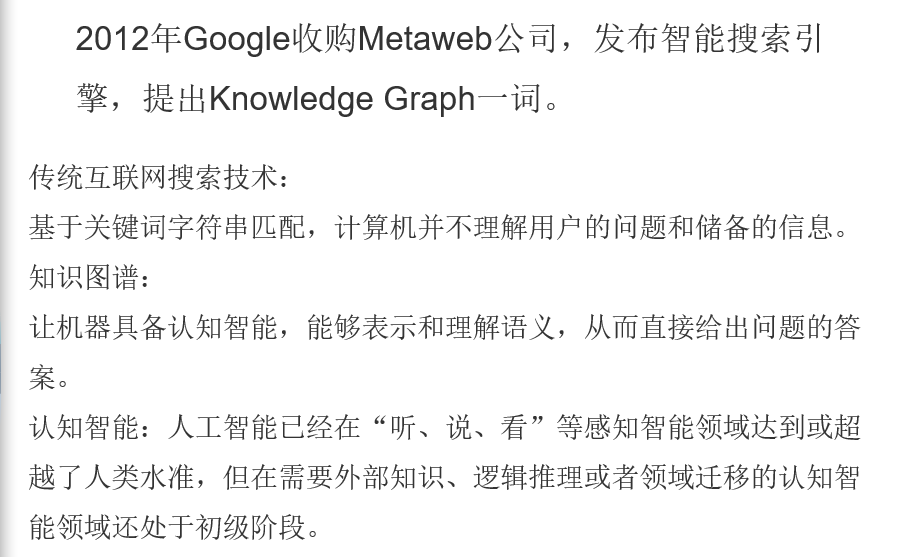 2012年Google收购Metaweb公司，发布智能搜索引
擎，提出Knowledge Graph一词。
传统互联网搜索技术：
基于关键词字符串匹配，计算机并不理解用户的问题和储备的信息。
知识图谱：
让机器具备认知智能，能够表示和理解语义，从而直接给出问题的答
案。
认知智能：人工智能已经在“听、说、看”等感知智能领域达到或超
越了人类水准，但在需要外部知识、逻辑推理或者领域迁移的认知智
能领域还处于初级阶段。